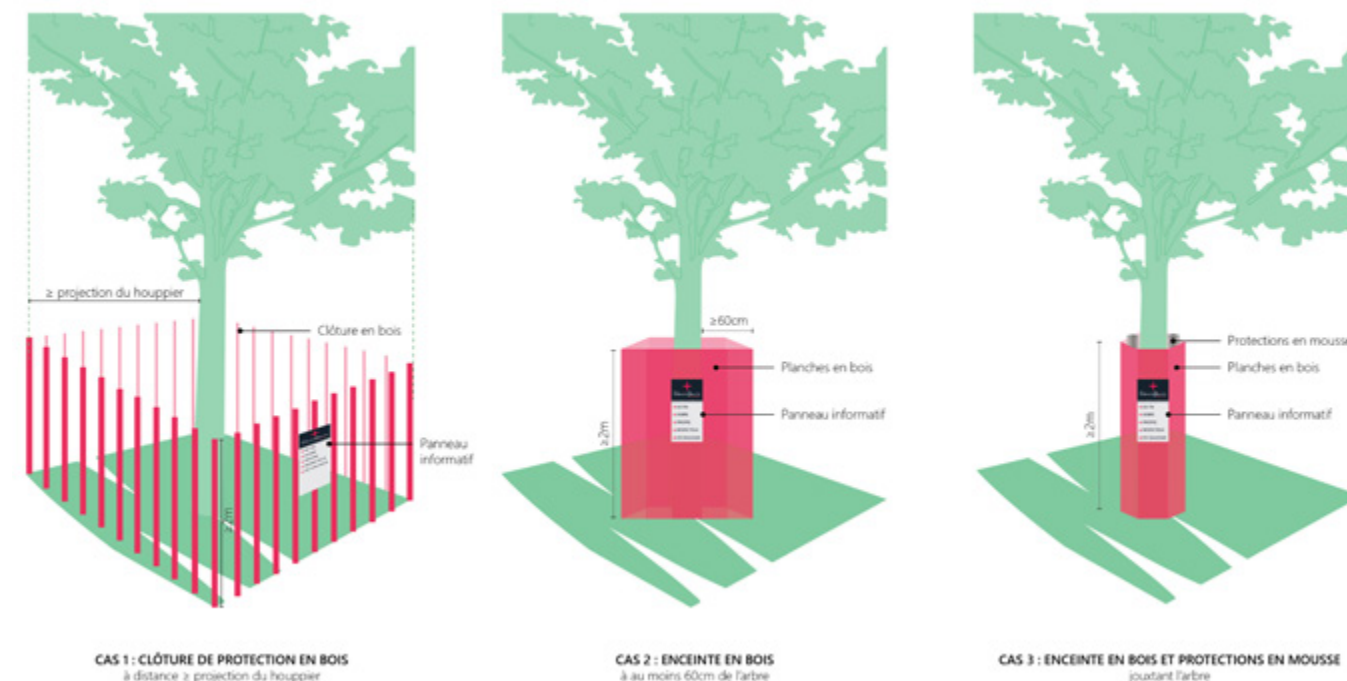 ≥ projection du houppier
Clôture en bois
Panneau
informatif
≥2m
CAS 1 : CLÔTURE DE PROTECTION EN BOIS
à distance ≥ projection du houppier
≥60cm
Planches en bois
Panneau informatif
≥2m
CAS 2 : ENCEINTE EN BOIS
à au moins 60cm de l'arbre
Protections en mousse
Planches en bois
Panneau informatif
≥2m
CAS 3 : ENCEINTE EN BOIS ET PROTECTIONS EN MOUSSE
jouxtant l'arbre